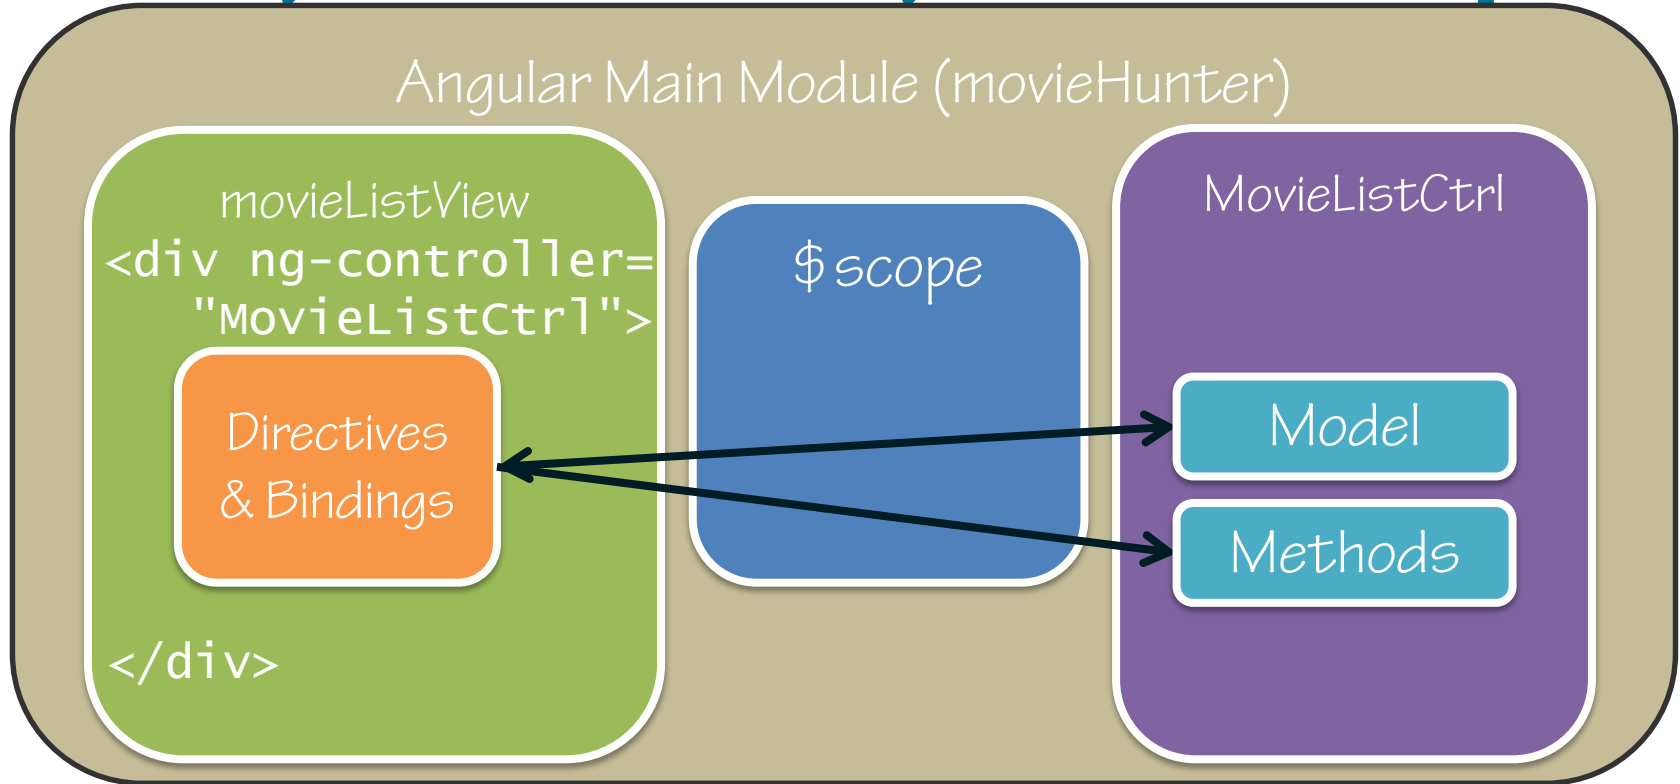 Angular Main Module (movieHunter)
movieListView
<div ng-controller=
"MovieListCtrl">
Directives
& Bindings
</div>
$scope
MovieListCtrl
Model
Methods